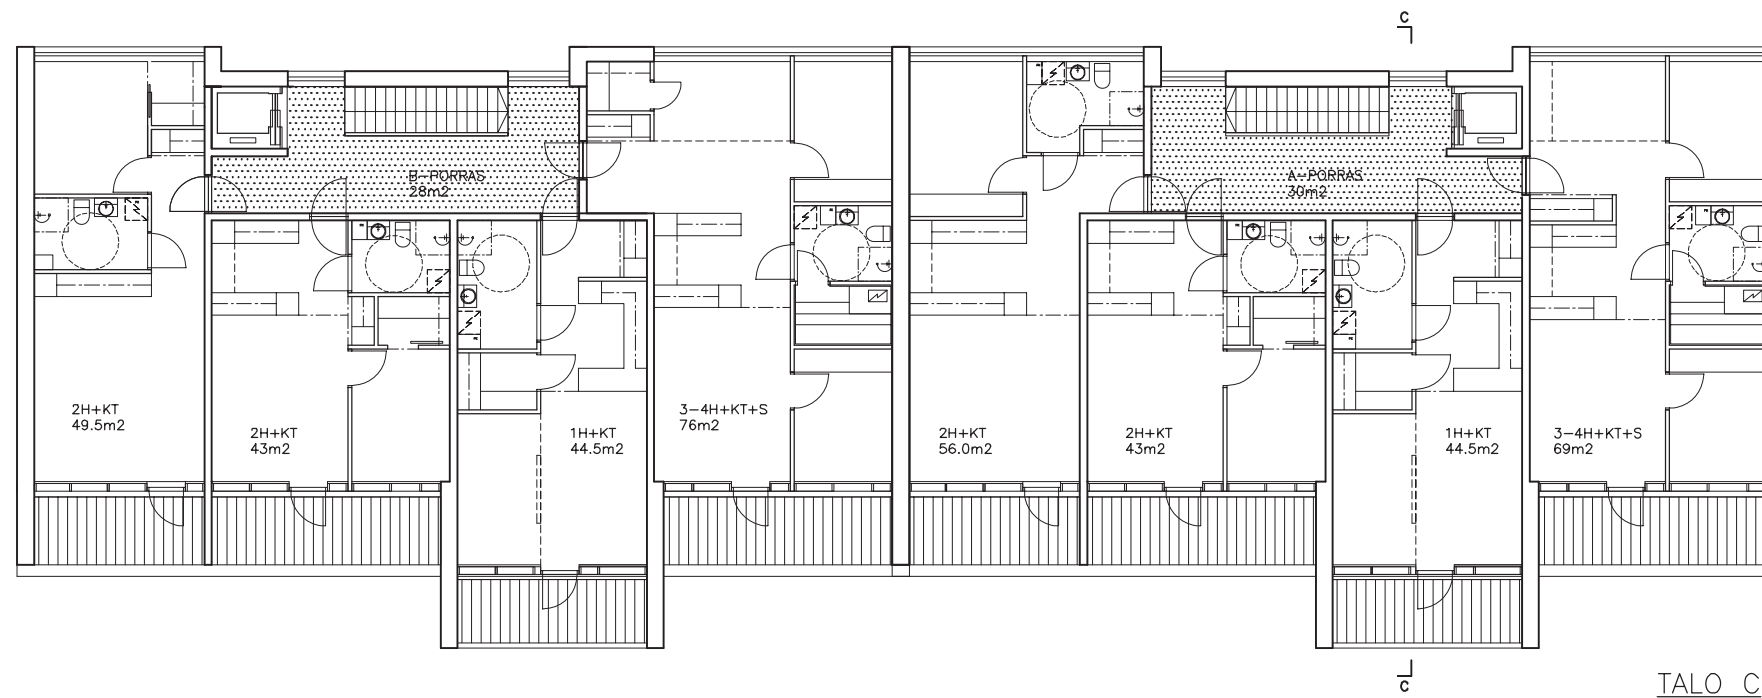 C
B-PORRAS
28m2
A-PORRAS
30m2
2H+KT
49.5m2
2H+KT
43m2
1H+KT
44.5m2
3-4H+KT+S
76m2
2H+KT
56.0m2
2H+KT
43m2
1H+KT
44.5m2
3-4H+KT+S
69m2
C
TALO C